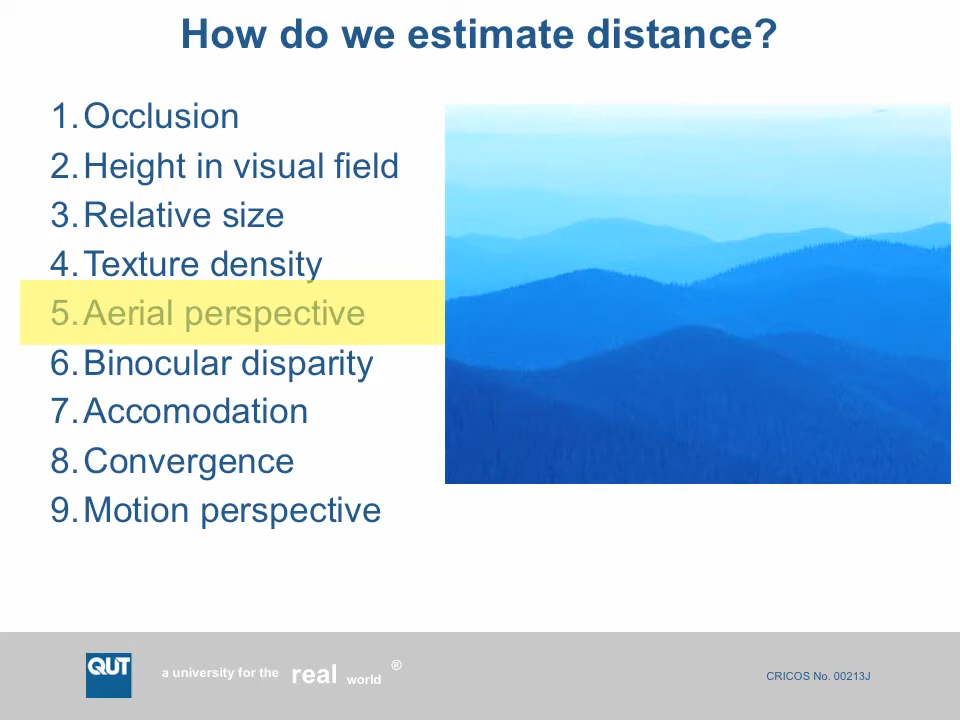 How do we estimate distance?
1. Occlusion
2. Height in visual field
3. Relative size
4. Texture density
5. Aerial perspective
6. Binocular disparity
7. Accomodation
8. Convergence
9. Motion perspective
QUT
a university for the real world ®
CRICOS No. 00213J